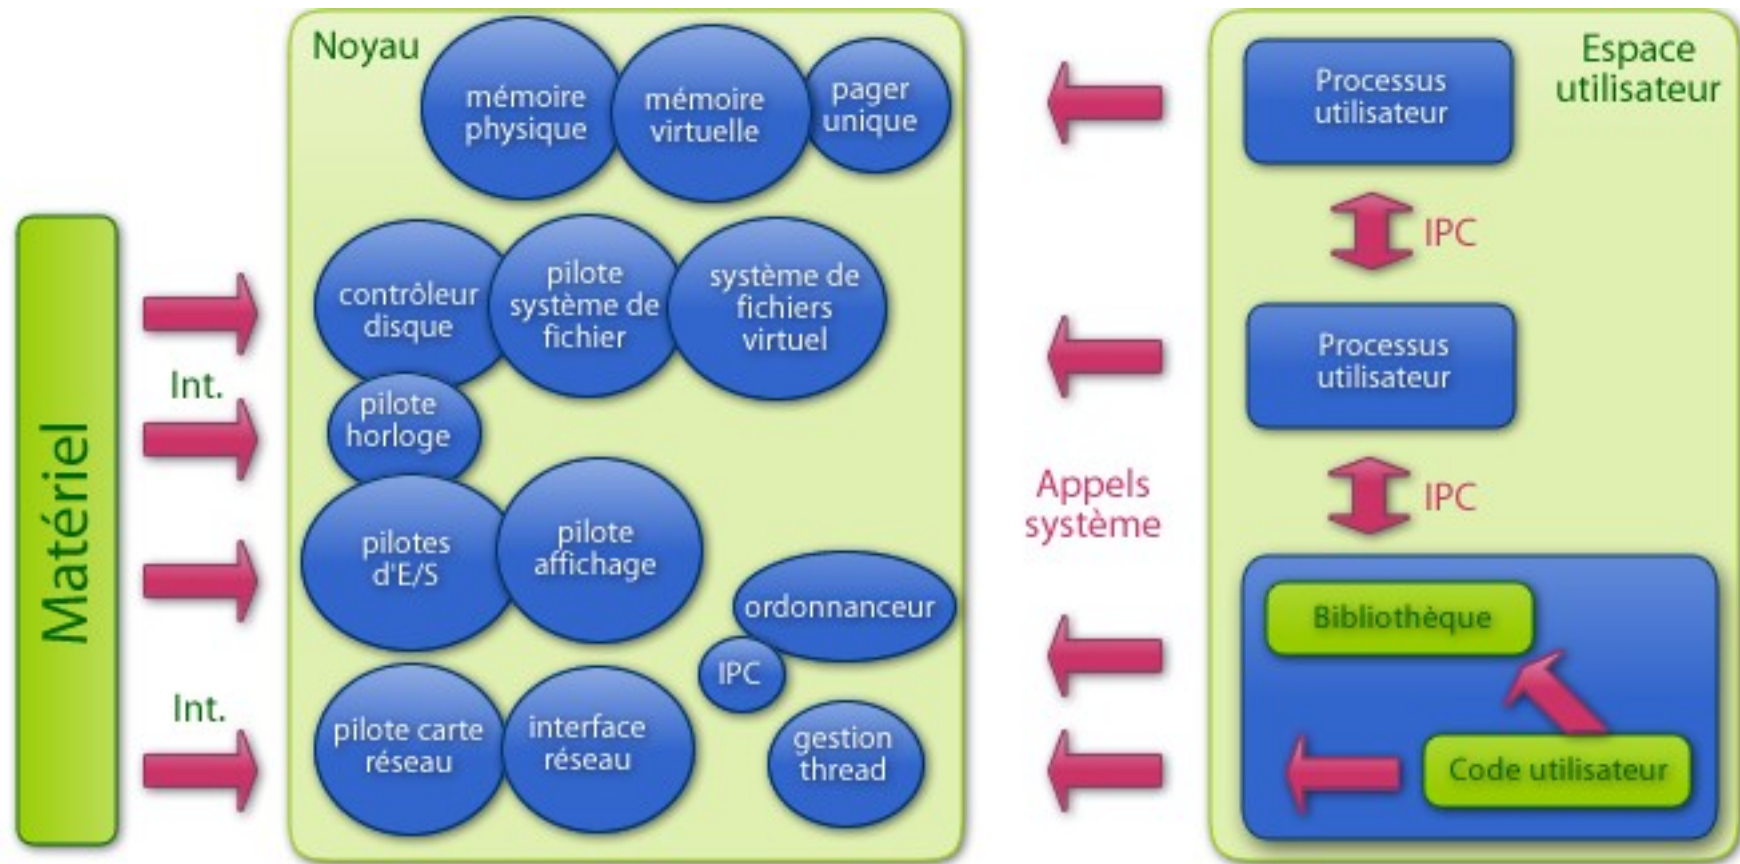 Noyau
mémoire
physique
mémoire
virtuelle
pager
unique
contrôleur
disque
pilote
système de
fichier
système de
fichiers
virtuel
pilote
horloge
pilotes
d'E/S
pilote
affichage
ordonnanceur
IPC
pilote carte
réseau
interface
réseau
gestion
thread
Matériel
Int.
Int.
Appels
système
Espace
utilisateur
Processus
utilisateur
IPC
Processus
utilisateur
IPC
Bibliothèque
Code utilisateur